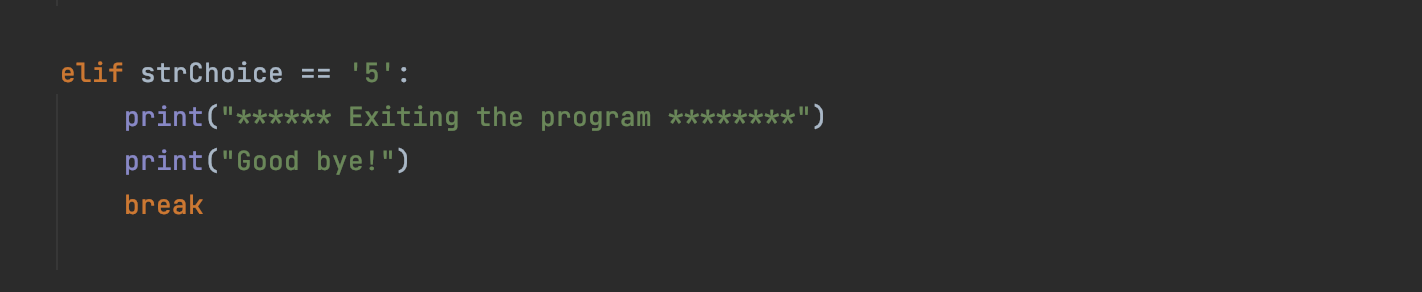 elif strChoice == '5':
    print("****** Exiting the program ********")
    print("Good bye!")
    break